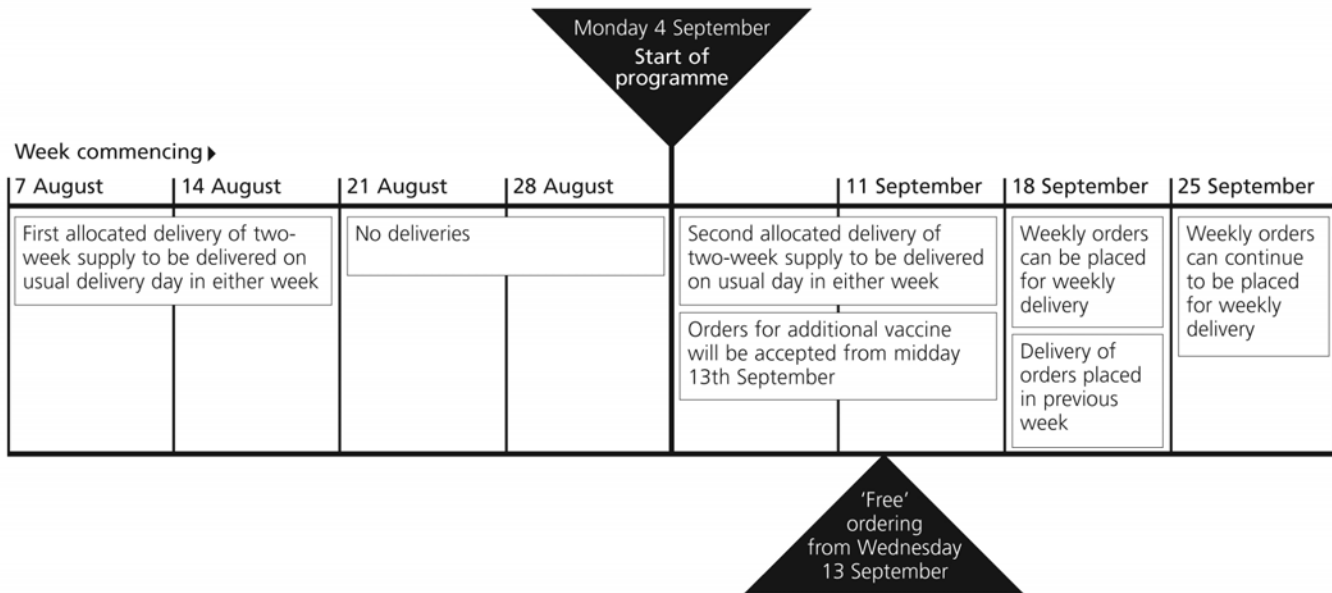 Monday 4 September
Start of
programme
Week commencing ▶
7 August
14 August
21 August
28 August
11 September
18 September
25 September
First allocated delivery of two-
week supply to be delivered on
usual delivery day in either week
No deliveries
Second allocated delivery of
two-week supply to be delivered
on usual day in either week
Orders for additional vaccine
will be accepted from midday
13th September
Weekly orders
can be placed
for weekly
delivery
Delivery of
orders placed
in previous
week
Weekly orders
can continue
to be placed
for weekly
delivery
'Free'
ordering
from Wednesday
13 September